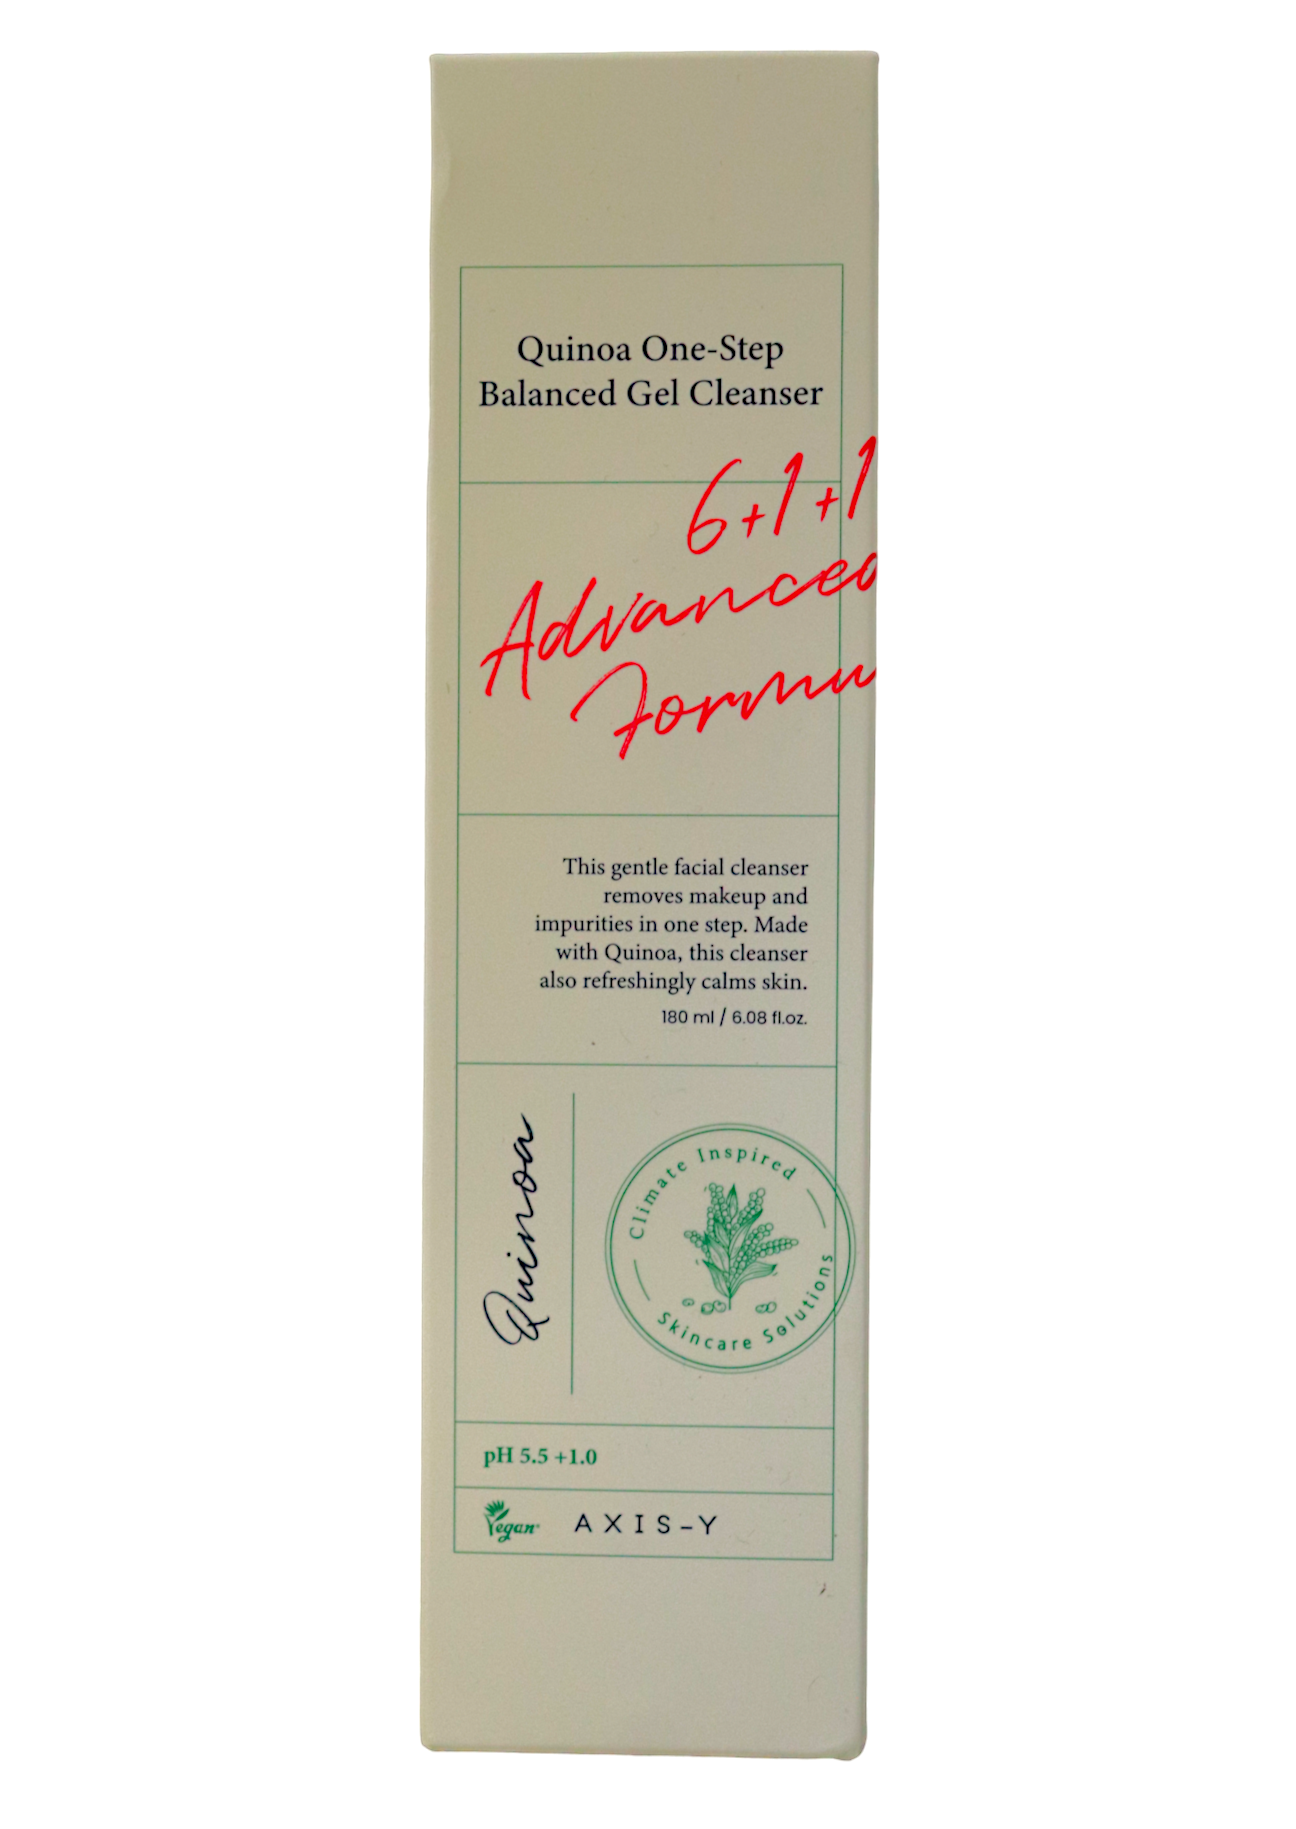 Quinoa One-Step
Balanced Gel Cleanser
6+1+1
Advanced
Formu
This gentle facial cleanser
removes makeup and
impurities in one step. Made
with Quinoa, this cleanser
also refreshingly calms skin.
180 ml / 6.08 fl.oz.
Quinoa
Climate Inspired
Skincare Solutions
pH 5.5 +1.0
Vegan
AXIS-Y